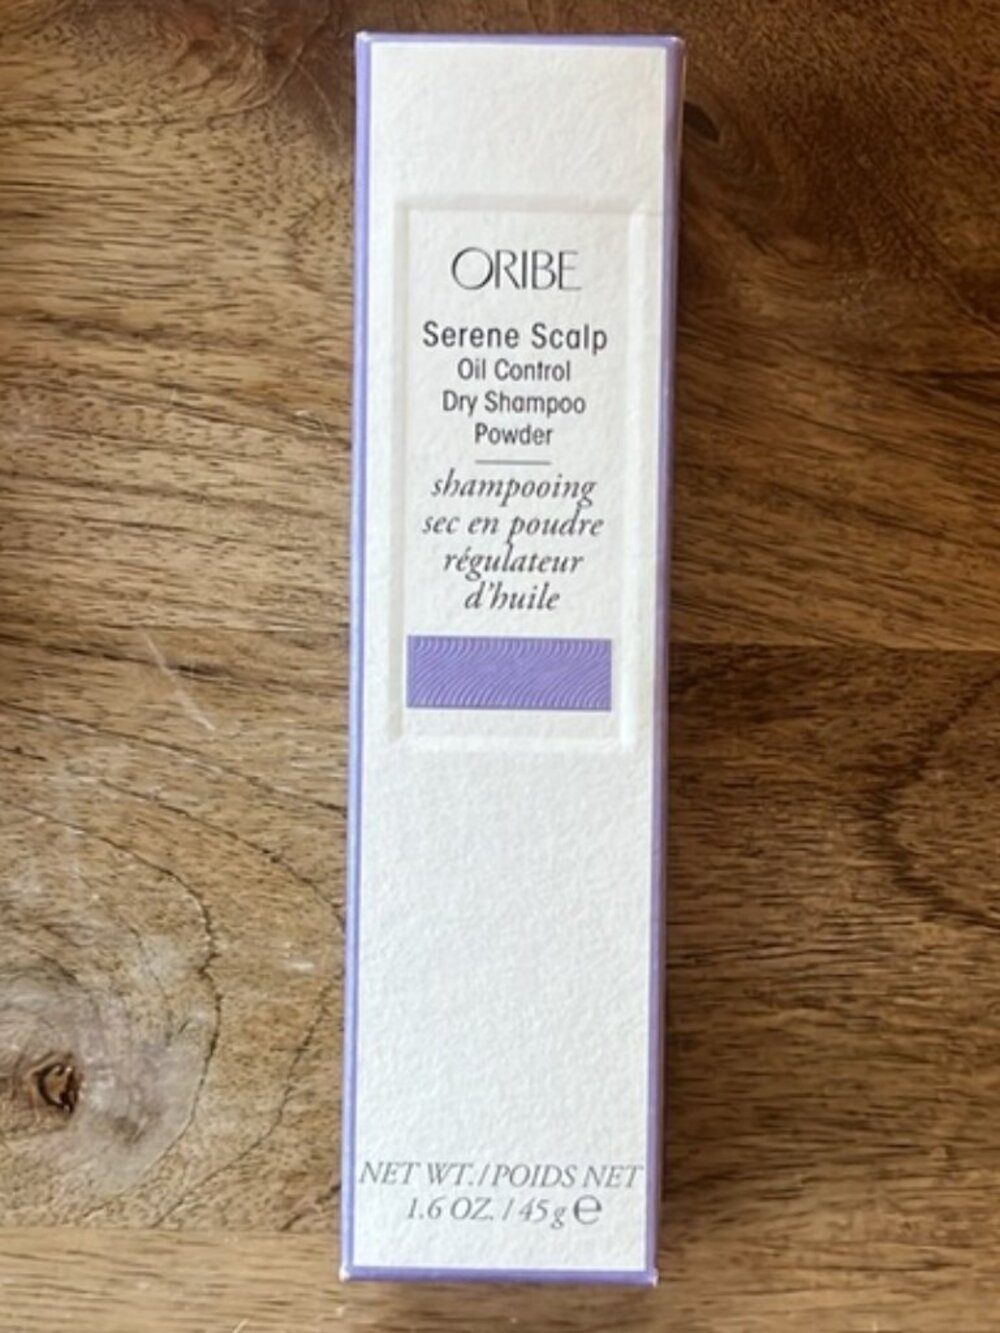 ORIBE
Serene Scalp
Oil Control
Dry Shampoo
Powder
shampooing
sec en poudre
régulateur
d'huile
NET WT./POIDS NET
1.6 OZ. / 45 g ℮